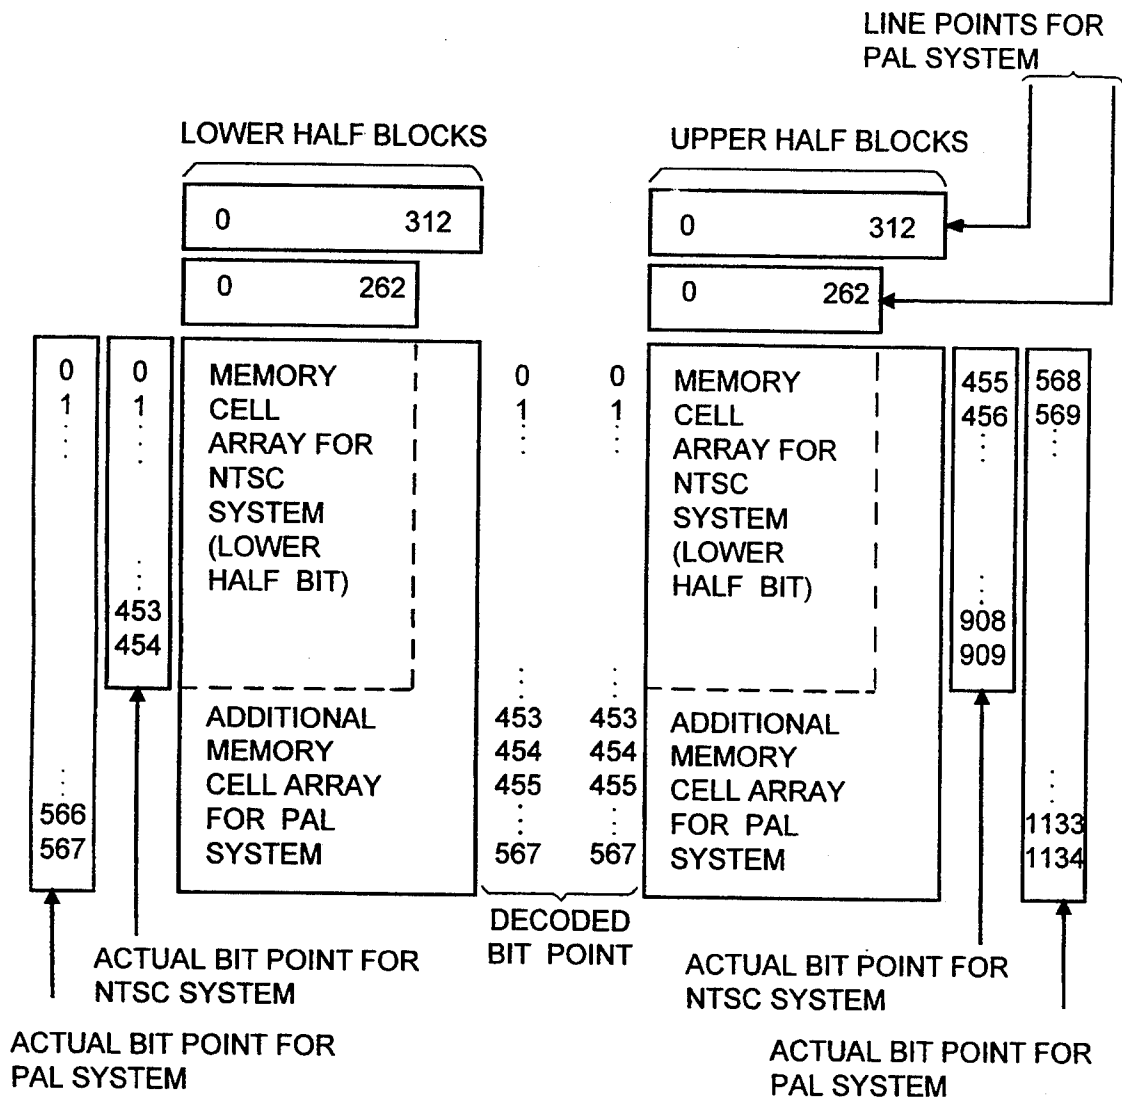 LINE POINTS FOR
PAL SYSTEM
LOWER HALF BLOCKS
UPPER HALF BLOCKS
0 312
0 312
0 262
0 262
0
1
⋮
566
567
0
1
⋮
453
454
MEMORY
CELL
ARRAY FOR
NTSC
SYSTEM
(LOWER
HALF BIT)
ADDITIONAL
MEMORY
CELL ARRAY
FOR PAL
SYSTEM
0 0
1 1
⋮ ⋮
453 453
454 454
455 455
⋮ ⋮
567 567
DECODED
BIT POINT
MEMORY
CELL
ARRAY FOR
NTSC
SYSTEM
(LOWER
HALF BIT)
ADDITIONAL
MEMORY
CELL ARRAY
FOR PAL
SYSTEM
455
456
⋮
908
909
568
569
⋮
1133
1134
ACTUAL BIT POINT FOR
NTSC SYSTEM
ACTUAL BIT POINT FOR
PAL SYSTEM
ACTUAL BIT POINT FOR
NTSC SYSTEM
ACTUAL BIT POINT FOR
PAL SYSTEM